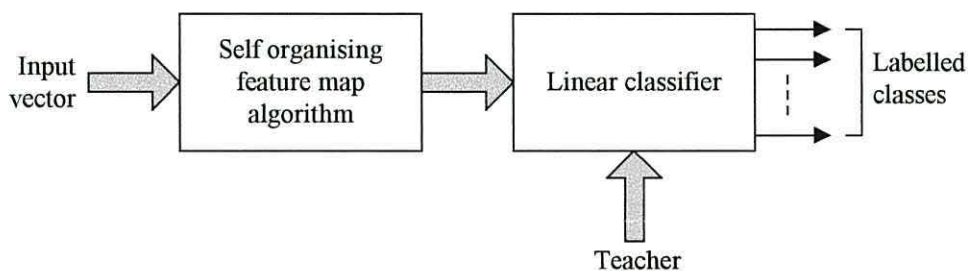 Input
vector
Self organising
feature map
algorithm
Linear classifier
Labelled
classes
Teacher